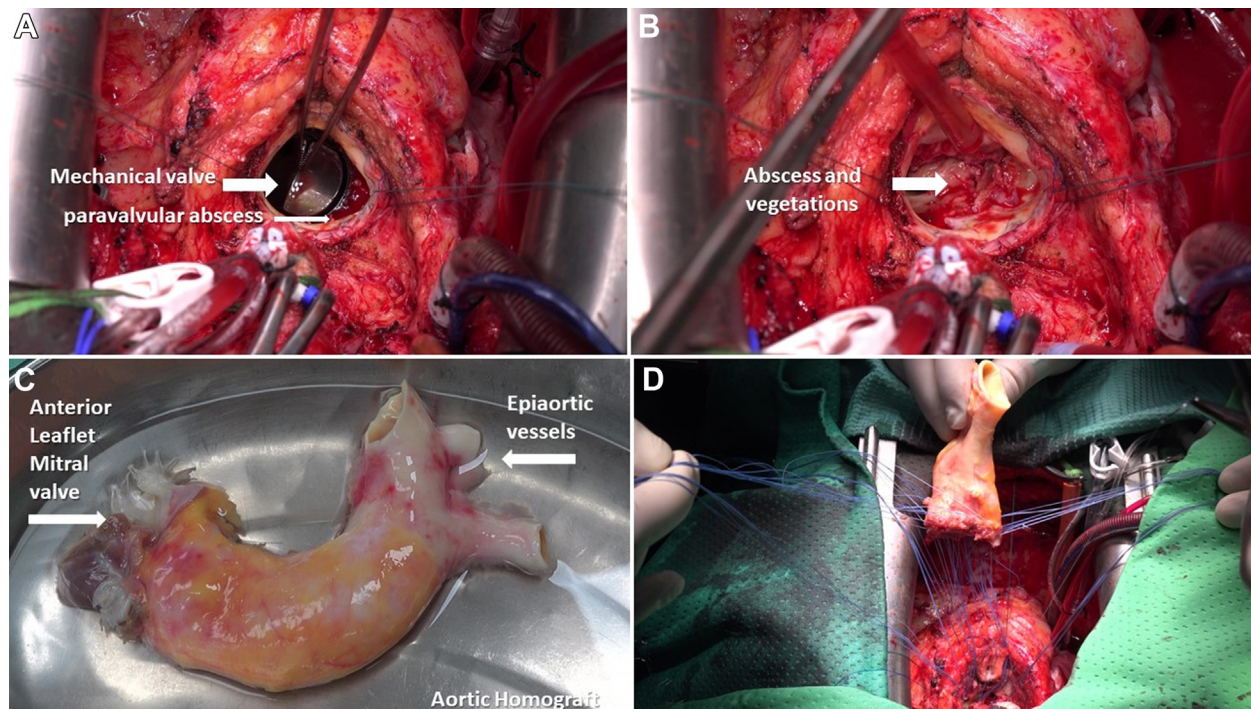 A
Mechanical valve
paravalvular abscess
B
Abscess and
vegetations
C
Anterior
Leaflet
Mitral
valve
Epiaortic
vessels
Aortic Homograft
D